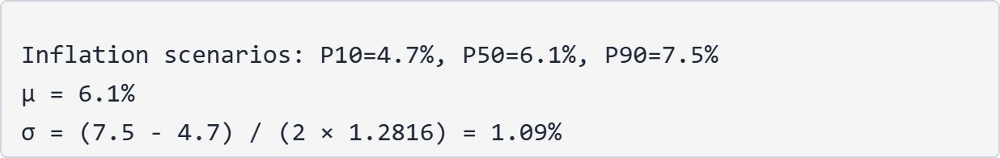 Inflation scenarios: P10=4.7%, P50=6.1%, P90=7.5%
μ = 6.1%
σ = (7.5 - 4.7) / (2 × 1.2816) = 1.09%